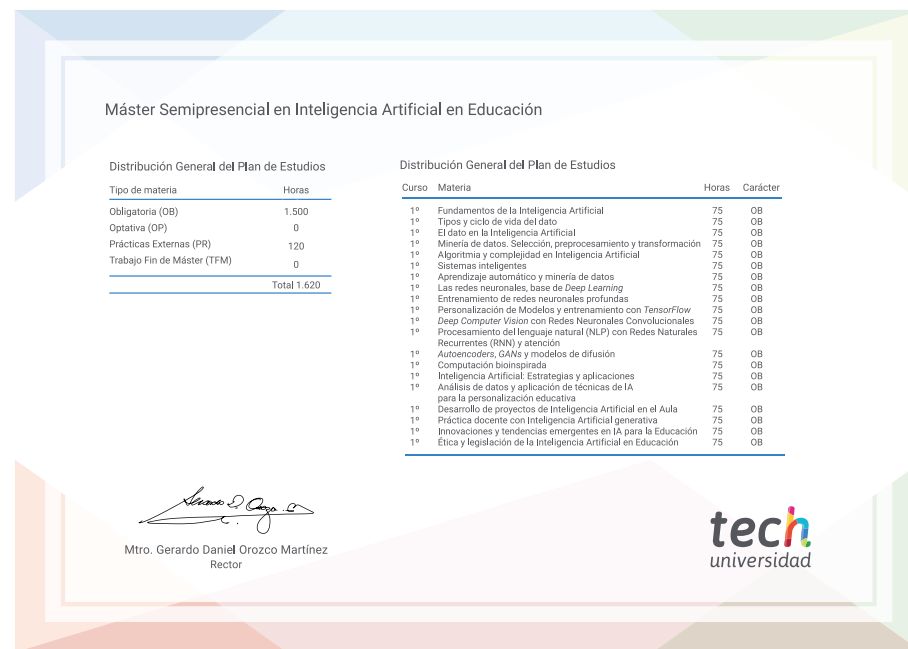 Máster Semipresencial en Inteligencia Artificial en Educación
Distribución General del Plan de Estudios
Tipo de materia Horas
Obligatoria (OB) 1.500
Optativa (OP) 0
Prácticas Externas (PR) 120
Trabajo Fin de Máster (TFM) 0
Total 1.620
Distribución General del Plan de Estudios
Curso Materia Horas Carácter
1º Fundamentos de la Inteligencia Artificial 75 OB
1º Tipos y ciclo de vida del dato 75 OB
1º El dato en la Inteligencia Artificial 75 OB
1º Minería de datos. Selección, preprocesamiento y transformación 75 OB
1º Algoritmia y complejidad en Inteligencia Artificial 75 OB
1º Sistemas inteligentes 75 OB
1º Aprendizaje automático y minería de datos 75 OB
1º Las redes neuronales, base de Deep Learning 75 OB
1º Entrenamiento de redes neuronales profundas 75 OB
1º Personalización de Modelos y entrenamiento con TensorFlow 75 OB
1º Deep Computer Vision con Redes Neuronales Convolucionales 75 OB
1º Procesamiento del lenguaje natural (NLP) con Redes Naturales 75 OB
Recurrentes (RNN) y atención
1º Autoencoders, GANs y modelos de difusión 75 OB
1º Computación bioinspirada 75 OB
1º Inteligencia Artificial: Estrategias y aplicaciones 75 OB
1º Análisis de datos y aplicación de técnicas de IA 75 OB
para la personalización educativa
1º Desarrollo de proyectos de Inteligencia Artificial en el Aula 75 OB
1º Práctica docente con Inteligencia Artificial generativa 75 OB
1º Innovaciones y tendencias emergentes en IA para la Educación 75 OB
1º Ética y legislación de la Inteligencia Artificial en Educación 75 OB
Mtro. Gerardo Daniel Orozco Martínez
Rector
tech
universidad